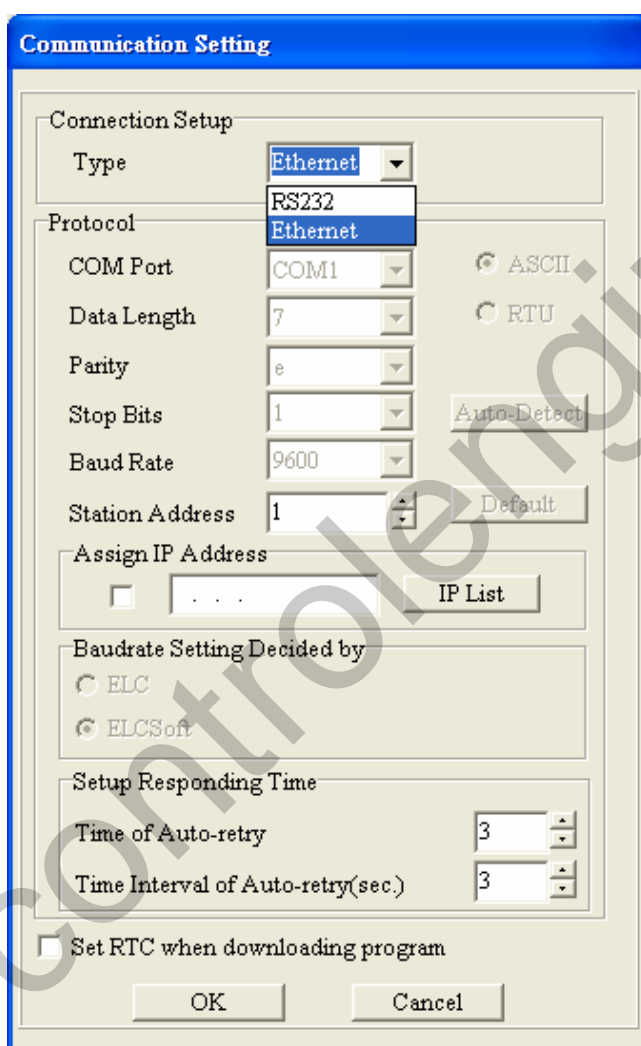 Communication Setting
Connection Setup
Type Ethernet
RS232
Ethernet
Protocol
COM Port COM1 ASCII
Data Length 7 RTU
Parity e
Stop Bits 1 Auto-Detect
Baud Rate 9600
Station Address 1 Default
Assign IP Address
. . . IP List
Baudrate Setting Decided by
ELC
ELCSoft
Setup Responding Time
Time of Auto-retry 3
Time Interval of Auto-retry(sec.) 3
Set RTC when downloading program
OK Cancel